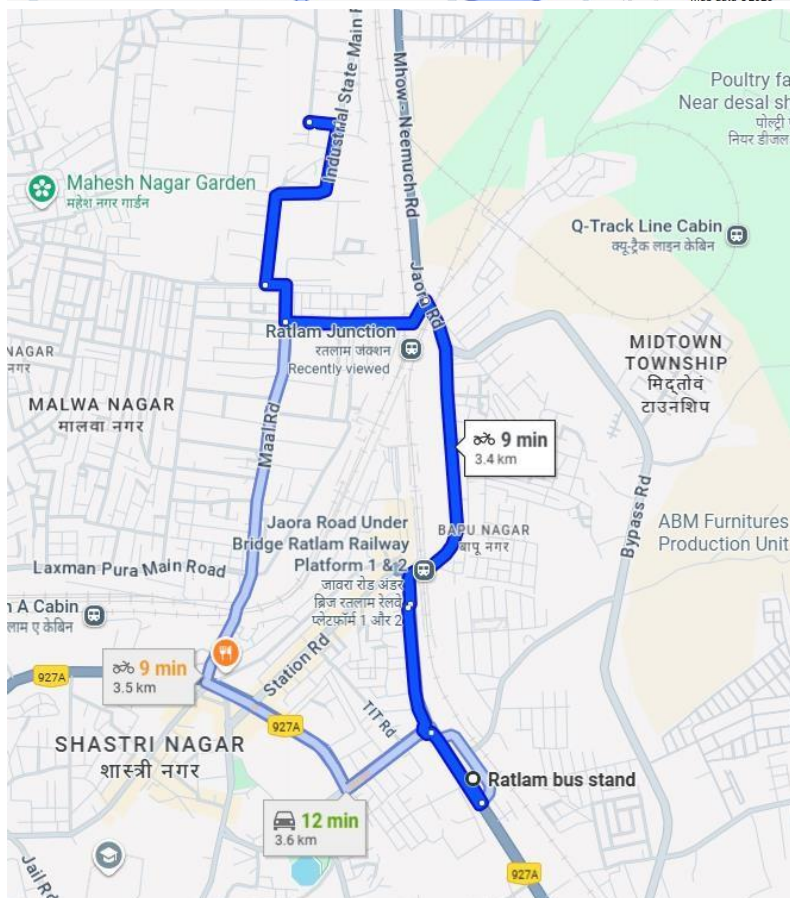 Industrial State Main R
Mhow - Neemuch Rd
Poultry fa
Near desal sh
पोल्ट्री
नियर डीजल
Mahesh Nagar Garden
महेश नगर गार्डन
Q-Track Line Cabin
क्यू-ट्रैक लाइन केबिन
Jaora Rd
Ratlam Junction
रतलाम जंक्शन
Recently viewed
MIDTOWN
TOWNSHIP
मिद्तोवं
टाउनशिप
NAGAR
नगर
MALWA NAGAR
मालवा नगर
Maal Rd
9 min
3.4 km
Bypass Rd
Jaora Road Under
Bridge Ratlam Railway
Platform 1 & 2
जावरा रोड अंडर
ब्रिज रतलाम रेलवे
प्लेटफ़ॉर्म 1 और 2
BAPU NAGAR
बापू नगर
ABM Furnitures
Production Unit
Laxman Pura Main Road
n A Cabin
लाम ए केबिन
9 min
3.5 km
927A
Station Rd
927A
TIT Rd
SHASTRI NAGAR
शास्त्री नगर
Ratlam bus stand
12 min
3.6 km
Jail Rd
927A